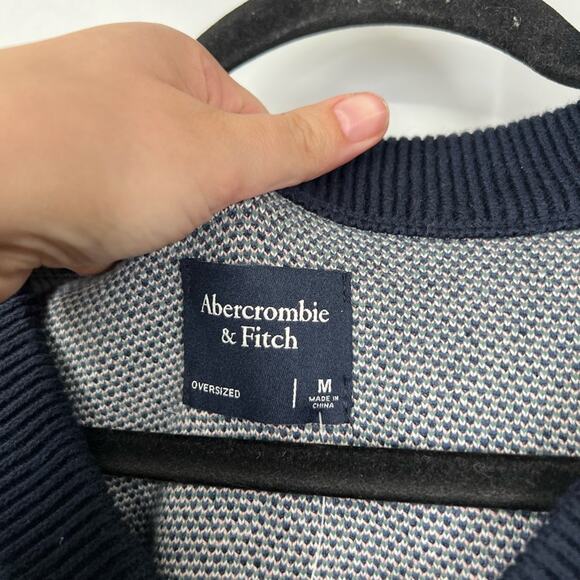 Abercrombie
& Fitch
OVERSIZED | M
MADE IN
CHINA